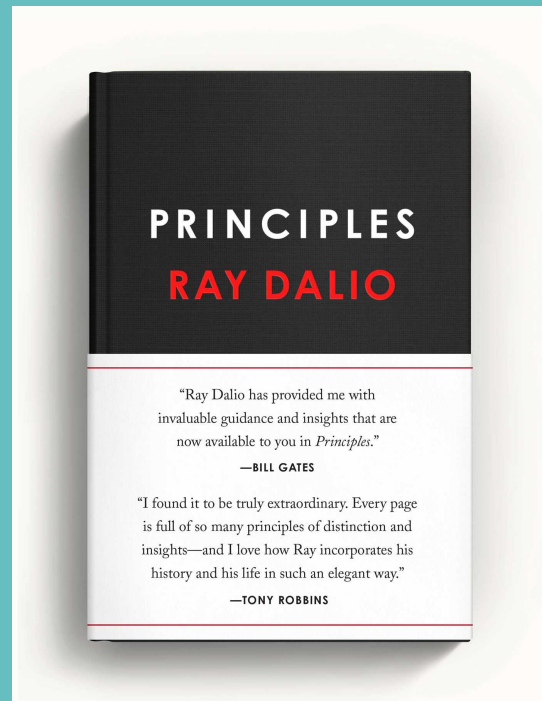 PRINCIPLES
RAY DALIO
“Ray Dalio has provided me with
invaluable guidance and insights that are
now available to you in Principles.”
—BILL GATES
“I found it to be truly extraordinary. Every page
is full of so many principles of distinction and
insights—and I love how Ray incorporates his
history and his life in such an elegant way.”
—TONY ROBBINS